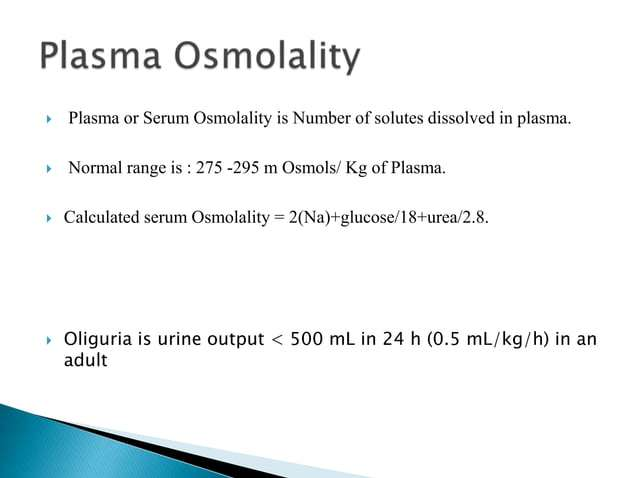 Plasma Osmolality
Plasma or Serum Osmolality is Number of solutes dissolved in plasma.
Normal range is : 275 -295 m Osmols/ Kg of Plasma.
Calculated serum Osmolality = 2(Na)+glucose/18+urea/2.8.
Oliguria is urine output < 500 mL in 24 h (0.5 mL/kg/h) in an
adult